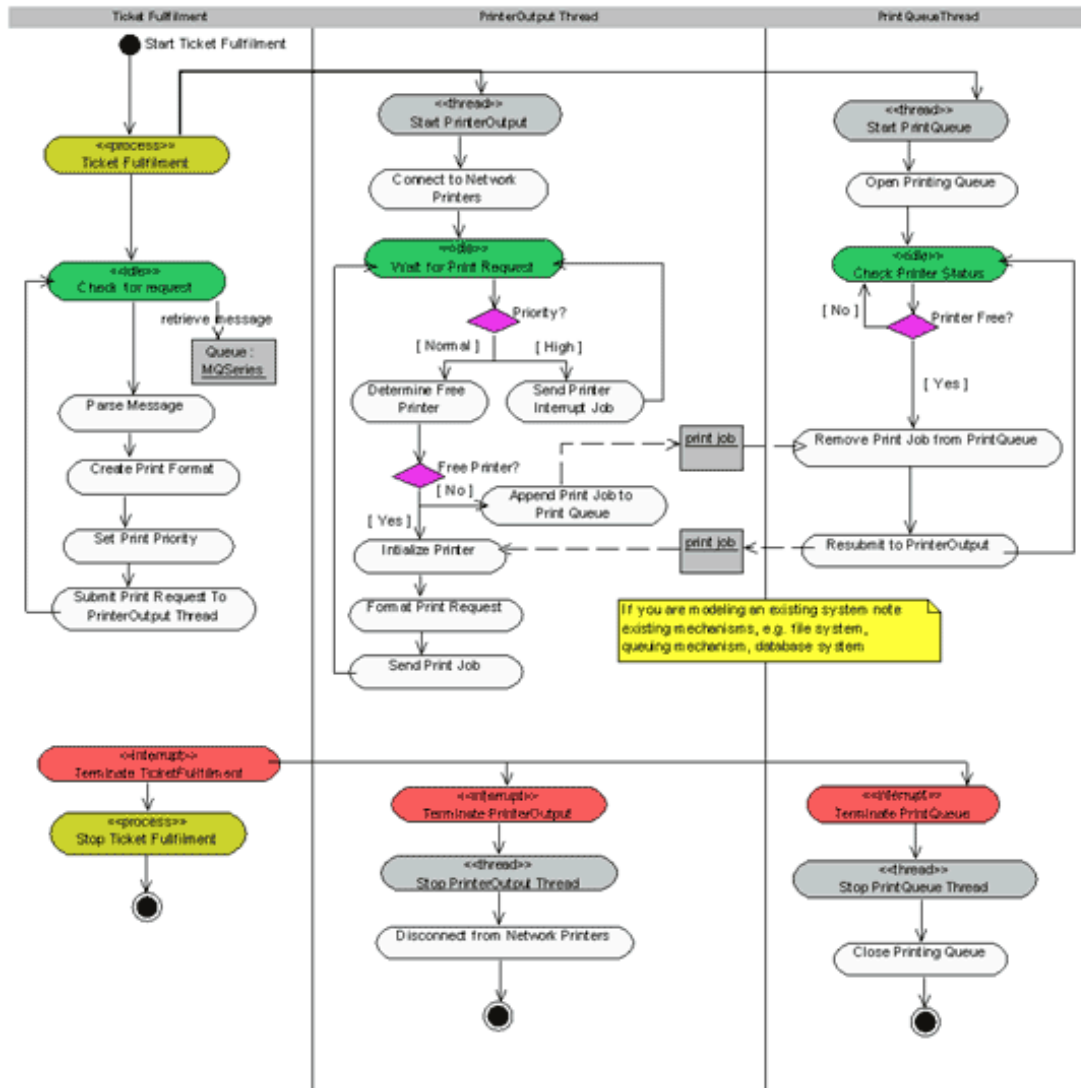 Ticket Fullfilment
PrinterOutput Thread
PrintQueueThread
Start Ticket Fullfilment
<<process>>
Ticket Fullfilment
<<idle>>
Check for request
retrieve message
Queue :
MQSeries
Parse Message
Create Print Format
Set Print Priority
Submit Print Request To
PrinterOutput Thread
<<thread>>
Start PrinterOutput
Connect to Network
Printers
<<idle>>
Wait for Print Request
Priority?
[ Normal ]
[ High ]
Determine Free
Printer
Send Printer
Interrupt Job
Free Printer?
[ No ]
Append Print Job to
Print Queue
[ Yes ]
Intialize Printer
Format Print Request
Send Print Job
print job
print job
<<thread>>
Start PrintQueue
Open Printing Queue
<<idle>>
Check Printer Status
[ No ]
Printer Free?
[ Yes ]
Remove Print Job from PrintQueue
Resubmit to PrinterOutput
If you are modeling an existing system note
existing mechanisms, e.g. file system,
queuing mechanism, database system
<<interrupt>>
Terminate TicketFulfilment
<<process>>
Stop Ticket Fullfilment
<<interrupt>>
Terminate PrinterOutput
<<thread>>
Stop PrinterOutput Thread
Disconnect from Network Printers
<<interrupt>>
Terminate PrintQueue
<<thread>>
Stop PrintQueue Thread
Close Printing Queue